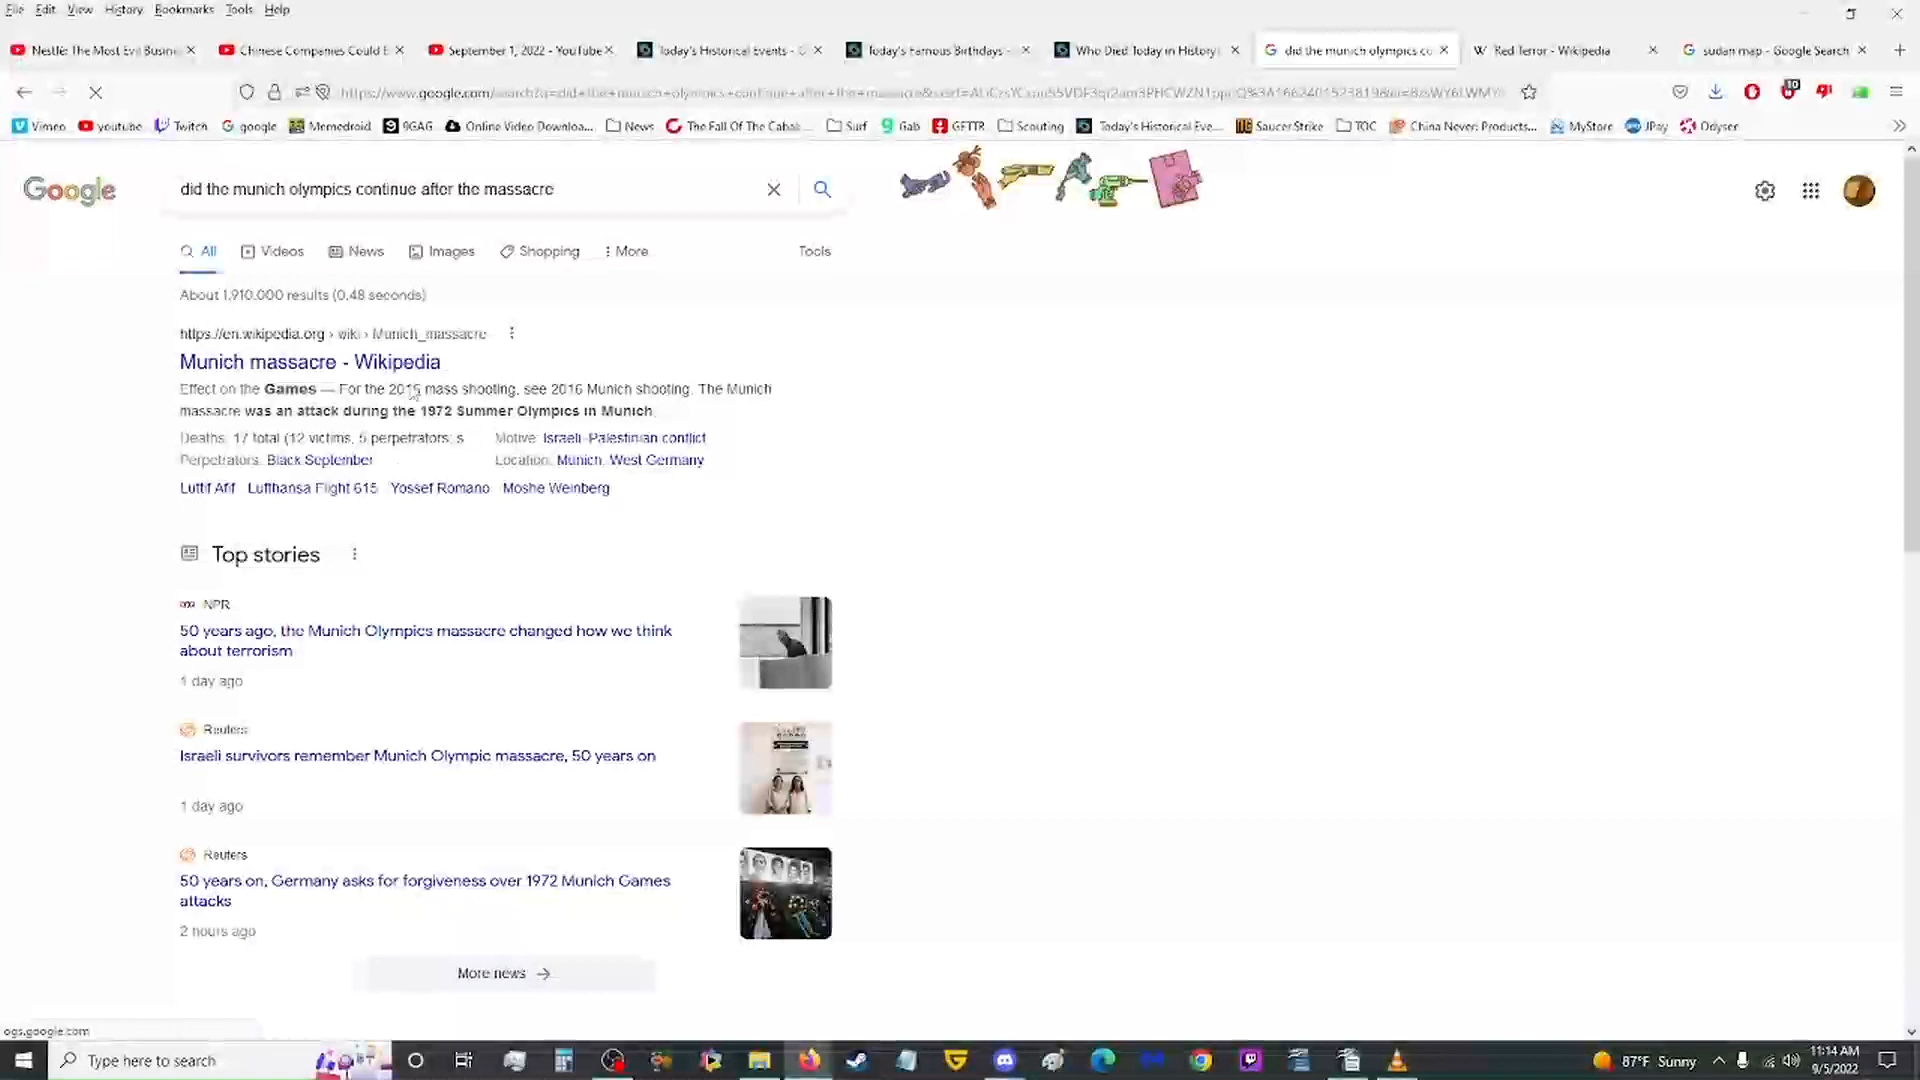 File Edit View History Bookmarks Tools Help
Nestlé: The Most Evil Busine
Chinese Companies Could E
September 1, 2022 - YouTube
Today's Historical Events -
Today's Famous Birthdays -
Who Died Today in History
did the munich olympics co
Red Terror - Wikipedia
sudan map - Google Search
Vimeo youtube Twitch google Memedroid 9GAG Online Video Downloa... News The Fall Of The Cabal... Surf Gab GETTR Scouting Today's Historical Eve... SaucerStrike TOC China Never: Products... MyStore JPay Odysee
Google
did the munich olympics continue after the massacre
All Videos News Images Shopping More Tools
About 1,910,000 results (0.48 seconds)
https://en.wikipedia.org › wiki › Munich_massacre
Munich massacre - Wikipedia
Effect on the Games — For the 2016 mass shooting, see 2016 Munich shooting. The Munich
massacre was an attack during the 1972 Summer Olympics in Munich
Deaths: 17 total (12 victims, 5 perpetrators; s
Motive: Israeli–Palestinian conflict
Perpetrators: Black September
Location: Munich, West Germany
Luttif Afif Lufthansa Flight 615 Yossef Romano Moshe Weinberg
Top stories
NPR
50 years ago, the Munich Olympics massacre changed how we think
about terrorism
1 day ago
Reuters
Israeli survivors remember Munich Olympic massacre, 50 years on
1 day ago
Reuters
50 years on, Germany asks for forgiveness over 1972 Munich Games
attacks
2 hours ago
More news
ogs.google.com
Type here to search
87°F Sunny
11:14 AM
9/5/2022